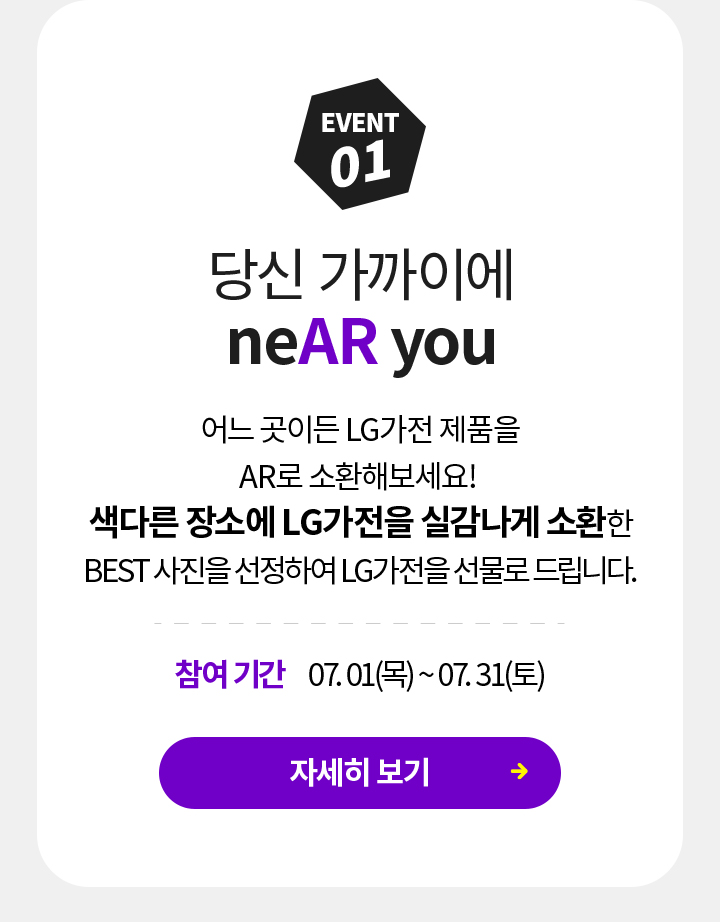 EVENT
01
당신 가까이에
neAR you
어느 곳이든 LG가전 제품을
AR로 소환해보세요!
색다른 장소에 LG가전을 실감나게 소환한
BEST 사진을 선정하여 LG가전을 선물로 드립니다.
참여 기간 07. 01(목) ~ 07. 31(토)
자세히 보기